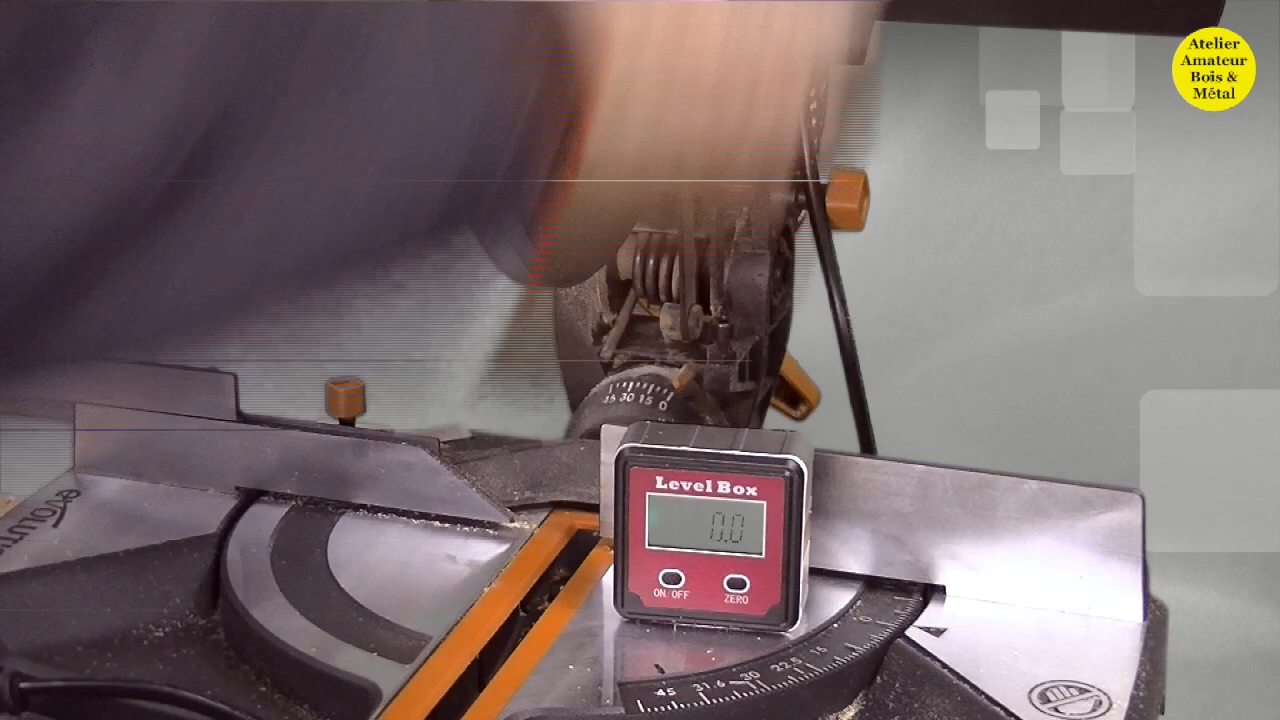 Atelier
Amateur
Bois &
Métal
45 30 15 0
Level Box
0.0
ON/OFF
ZERO
45 31.6 30 22.5 15 0